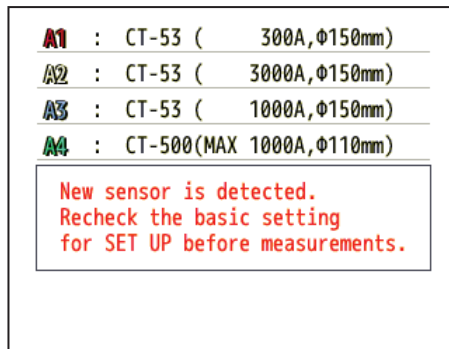 A1 : CT-53 ( 300A,Φ150mm)
A2 : CT-53 ( 3000A,Φ150mm)
A3 : CT-53 ( 1000A,Φ150mm)
A4 : CT-500(MAX 1000A,Φ110mm)
New sensor is detected.
Recheck the basic setting
for SET UP before measurements.